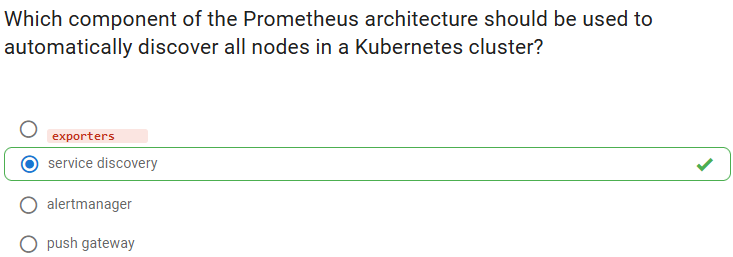 Which component of the Prometheus architecture should be used to
automatically discover all nodes in a Kubernetes cluster?
exporters
service discovery
alertmanager
push gateway